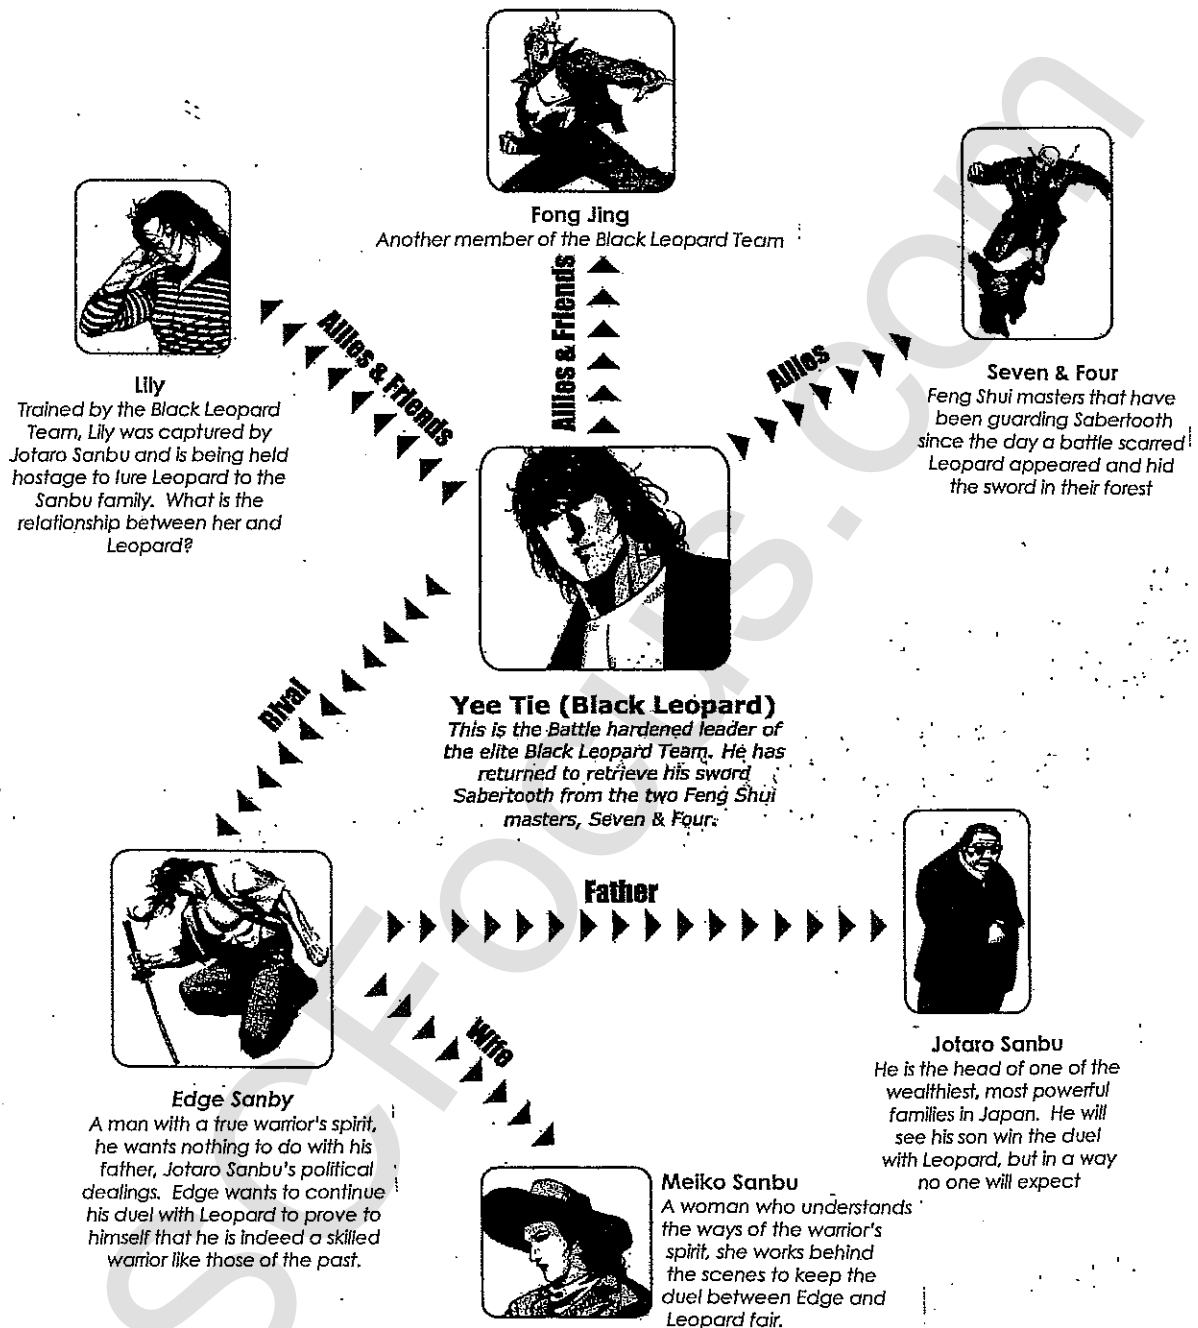 Fong Jing
Another member of the Black Leopard Team
Allies & Friends
Lily
Trained by the Black Leopard
Team, Lily was captured by
Jotaro Sanbu and is being held
hostage to lure Leopard to the
Sanbu family. What is the
relationship between her and
Leopard?
Allies & Friends
Allies
Seven & Four
Feng Shui masters that have
been guarding Sabertooth
since the day a battle scarred
Leopard appeared and hid
the sword in their forest
Yee Tie (Black Leopard)
This is the Battle hardened leader of
the elite Black Leopard Team. He has
returned to retrieve his sword
Sabertooth from the two Feng Shui
masters, Seven & Four.
Rival
Edge Sanby
A man with a true warrior's spirit,
he wants nothing to do with his
father, Jotaro Sanbu's political
dealings. Edge wants to continue
his duel with Leopard to prove to
himself that he is indeed a skilled
warrior like those of the past.
Father
Jotaro Sanbu
He is the head of one of the
wealthiest, most powerful
families in Japan. He will
see his son win the duel
with Leopard, but in a way
no one will expect
Wife
Meiko Sanbu
A woman who understands
the ways of the warrior's
spirit, she works behind
the scenes to keep the
duel between Edge and
Leopard fair.
SCFocus.com